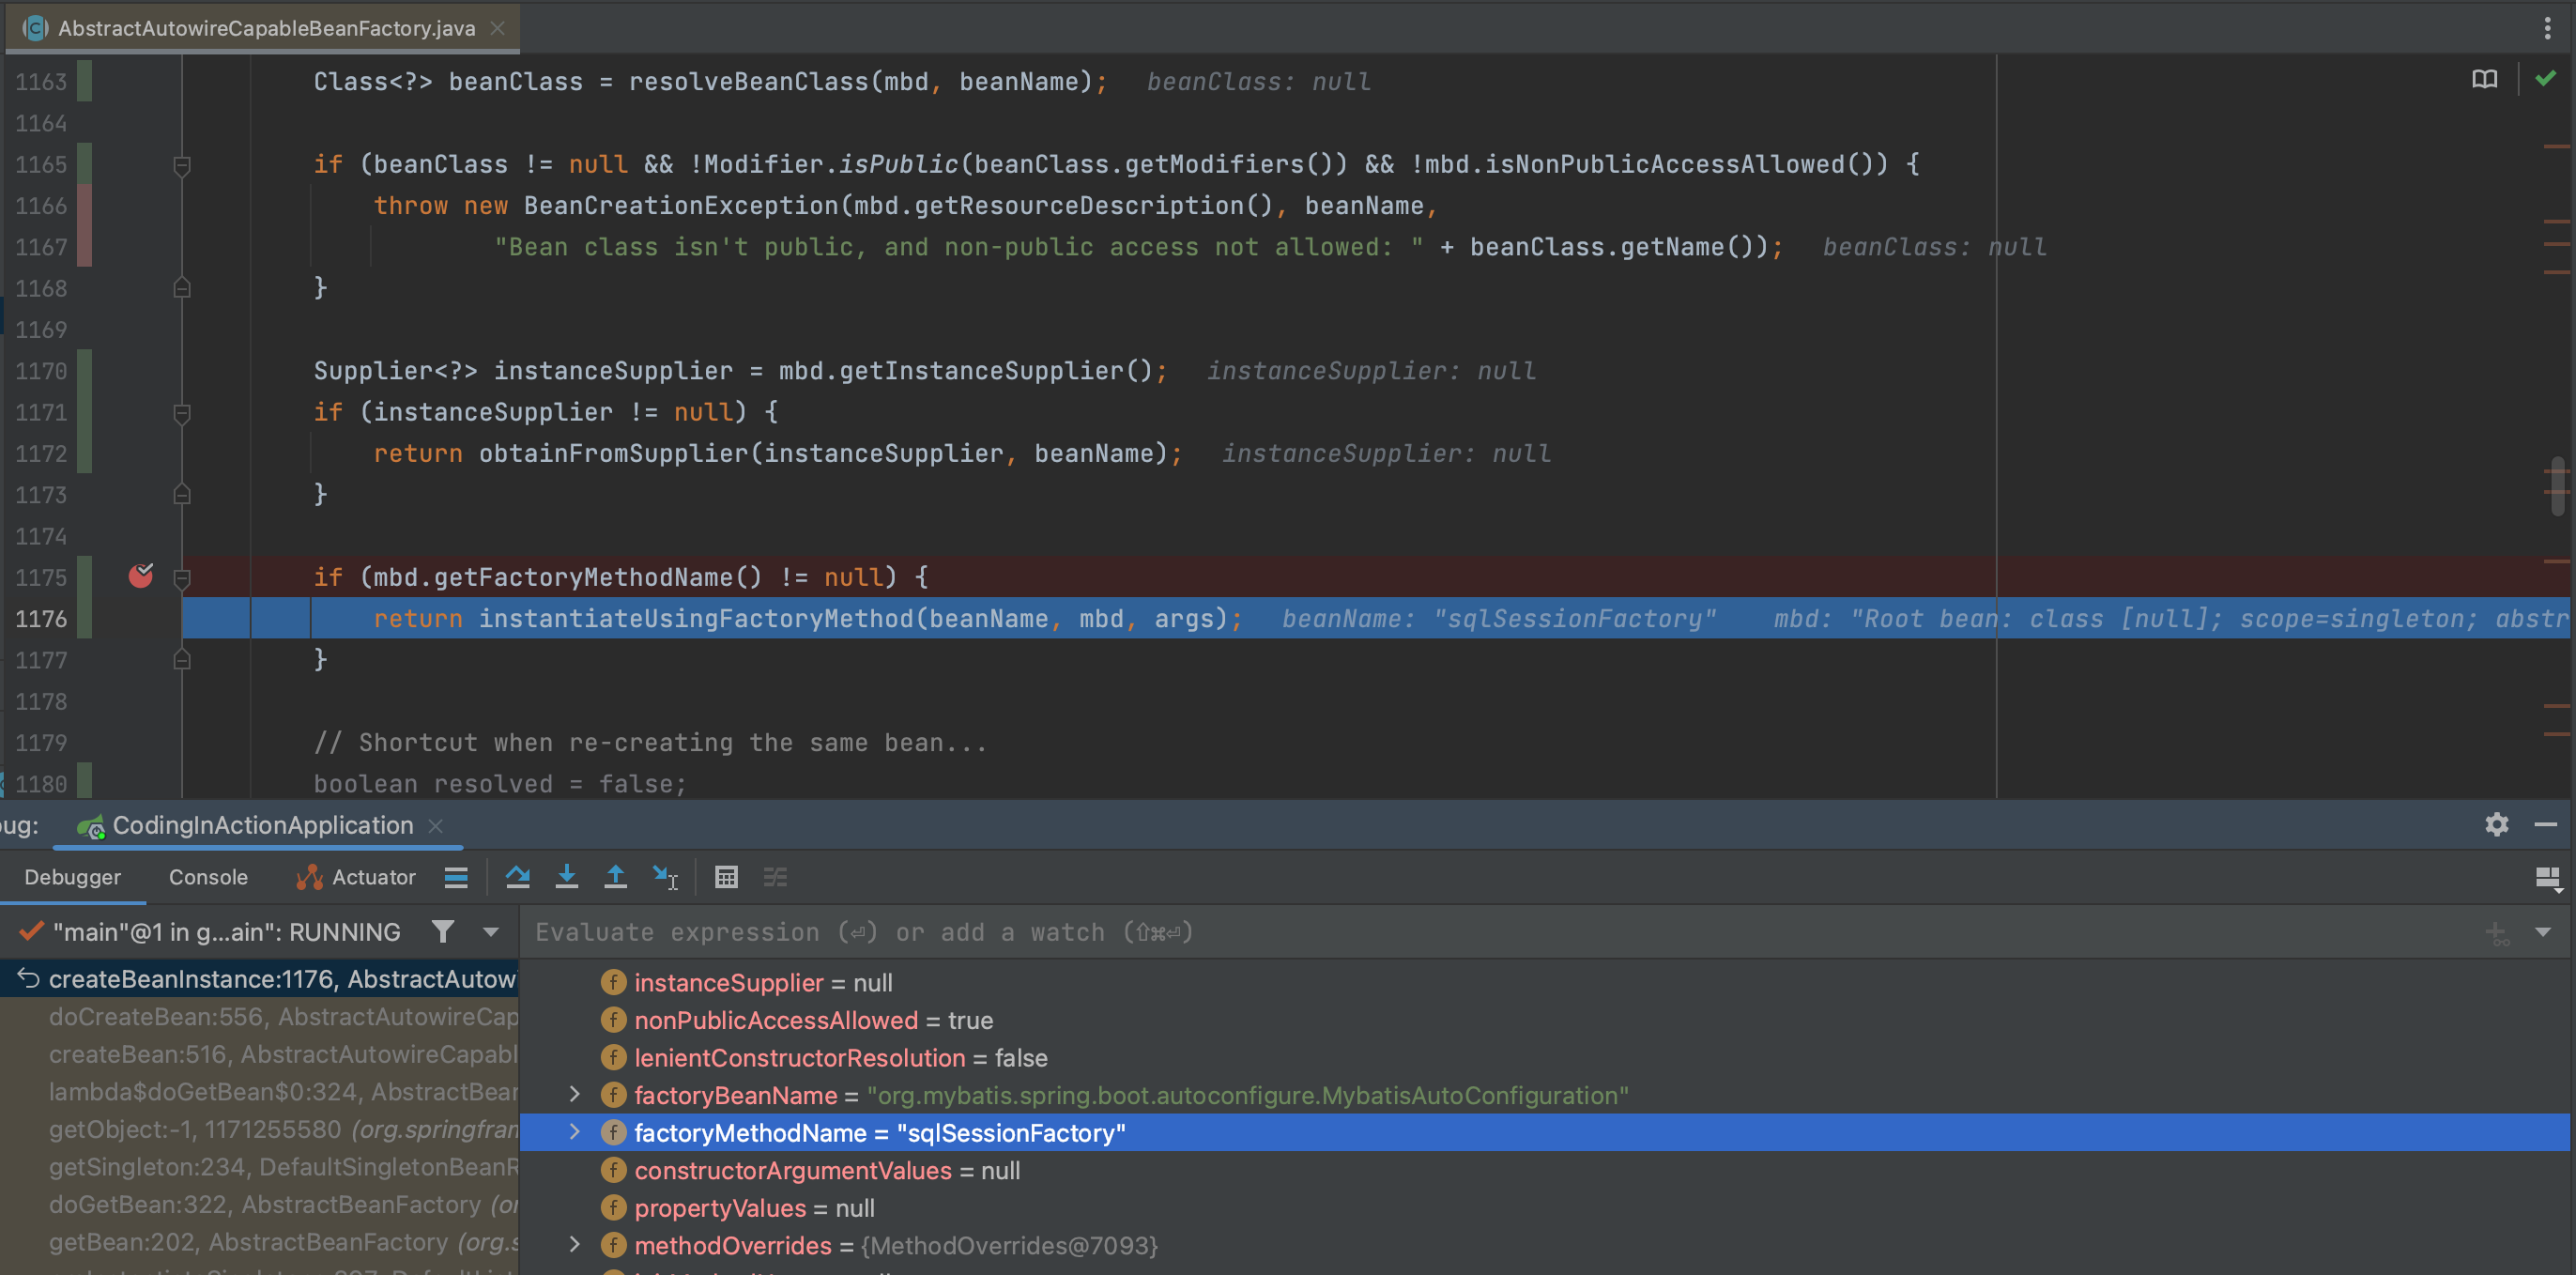 AbstractAutowireCapableBeanFactory.java
1163 Class<?> beanClass = resolveBeanClass(mbd, beanName); beanClass: null
1164
1165 if (beanClass != null && !Modifier.isPublic(beanClass.getModifiers()) && !mbd.isNonPublicAccessAllowed()) {
1166 throw new BeanCreationException(mbd.getResourceDescription(), beanName,
1167 "Bean class isn't public, and non-public access not allowed: " + beanClass.getName()); beanClass: null
1168 }
1169
1170 Supplier<?> instanceSupplier = mbd.getInstanceSupplier(); instanceSupplier: null
1171 if (instanceSupplier != null) {
1172 return obtainFromSupplier(instanceSupplier, beanName); instanceSupplier: null
1173 }
1174
1175 if (mbd.getFactoryMethodName() != null) {
1176 return instantiateUsingFactoryMethod(beanName, mbd, args); beanName: "sqlSessionFactory" mbd: "Root bean: class [null]; scope=singleton; abstr
1177 }
1178
1179 // Shortcut when re-creating the same bean...
1180 boolean resolved = false;
ug: CodingInActionApplication
Debugger Console Actuator
"main"@1 in g...ain": RUNNING
Evaluate expression (⏎) or add a watch (⇧⌘⏎)
createBeanInstance:1176, AbstractAutow
doCreateBean:556, AbstractAutowireCap
createBean:516, AbstractAutowireCapabl
lambda$doGetBean$0:324, AbstractBear
getObject:-1, 1171255580 (org.springfran
getSingleton:234, DefaultSingletonBeanR
doGetBean:322, AbstractBeanFactory (or
getBean:202, AbstractBeanFactory (org.s
instanceSupplier = null
nonPublicAccessAllowed = true
lenientConstructorResolution = false
factoryBeanName = "org.mybatis.spring.boot.autoconfigure.MybatisAutoConfiguration"
factoryMethodName = "sqlSessionFactory"
constructorArgumentValues = null
propertyValues = null
methodOverrides = {MethodOverrides@7093}